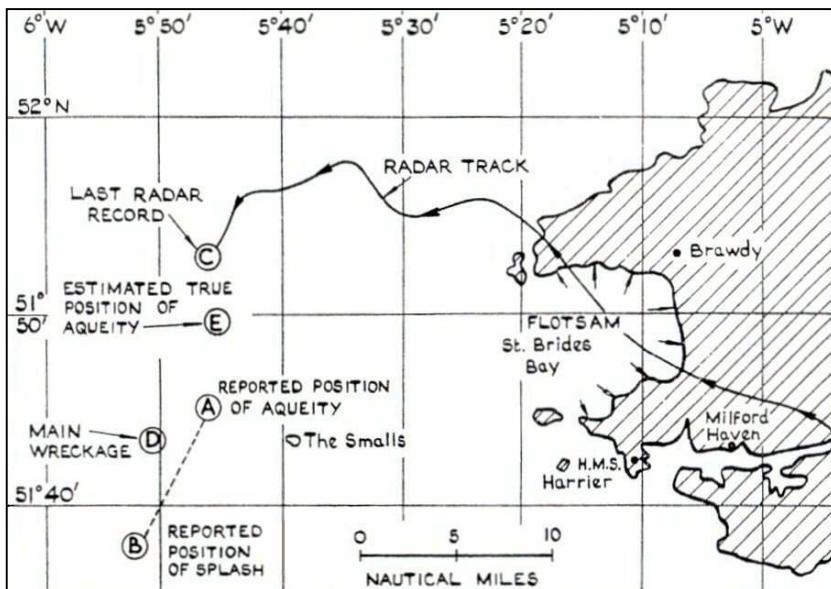 6°W 5°50' 5°40' 5°30' 5°20' 5°10' 5°W
52°N
RADAR TRACK
LAST RADAR
RECORD
C
Brawdy
ESTIMATED TRUE
POSITION OF
AQUEITY
E
51°
50'
FLOTSAM
St. Brides
Bay
REPORTED POSITION
OF AQUEITY
A
MAIN
WRECKAGE
D
The Smalls
Milford
Haven
H.M.S.
Harrier
51°40'
B
REPORTED
POSITION
OF SPLASH
0 5 10
NAUTICAL MILES